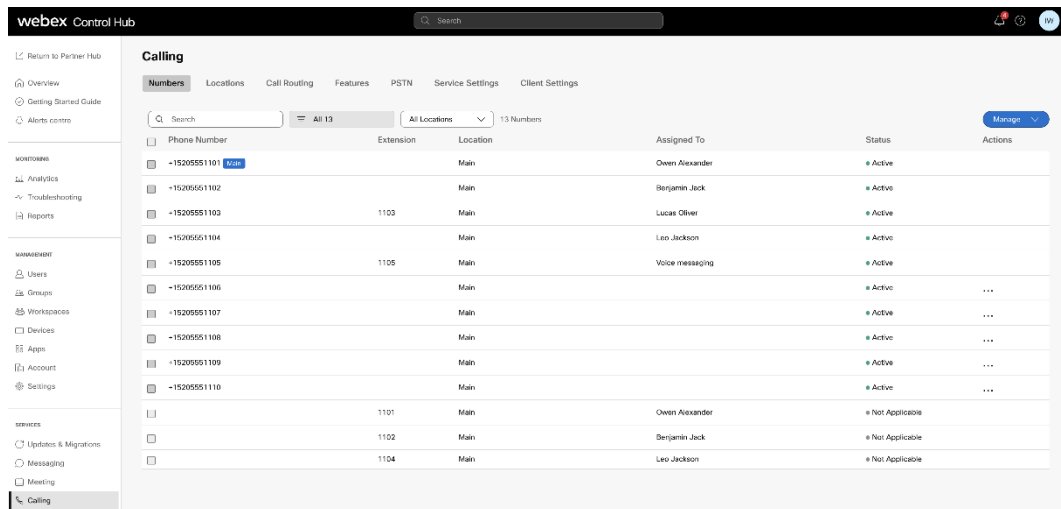 webex Control Hub
Search
4
IW
Return to Partner Hub
Overview
Getting Started Guide
Alerts centre
MONITORING
Analytics
Troubleshooting
Reports
MANAGEMENT
Users
Groups
Workspaces
Devices
Apps
Account
Settings
SERVICES
Updates & Migrations
Messaging
Meeting
Calling
Calling
Numbers Locations Call Routing Features PSTN Service Settings Client Settings
Search All 13 All Locations 13 Numbers Manage
Phone Number Extension Location Assigned To Status Actions
+15205551101 Main Main Owen Alexander Active
+15205551102 Main Benjamin Jack Active
+15205551103 1103 Main Lucas Oliver Active
+15205551104 Main Leo Jackson Active
+15205551105 1105 Main Voice messaging Active
+15205551106 Main Active ...
+15205551107 Main Active ...
+15205551108 Main Active ...
+15205551109 Main Active ...
+15205551110 Main Active ...
1101 Main Owen Alexander Not Applicable
1102 Main Benjamin Jack Not Applicable
1104 Main Leo Jackson Not Applicable